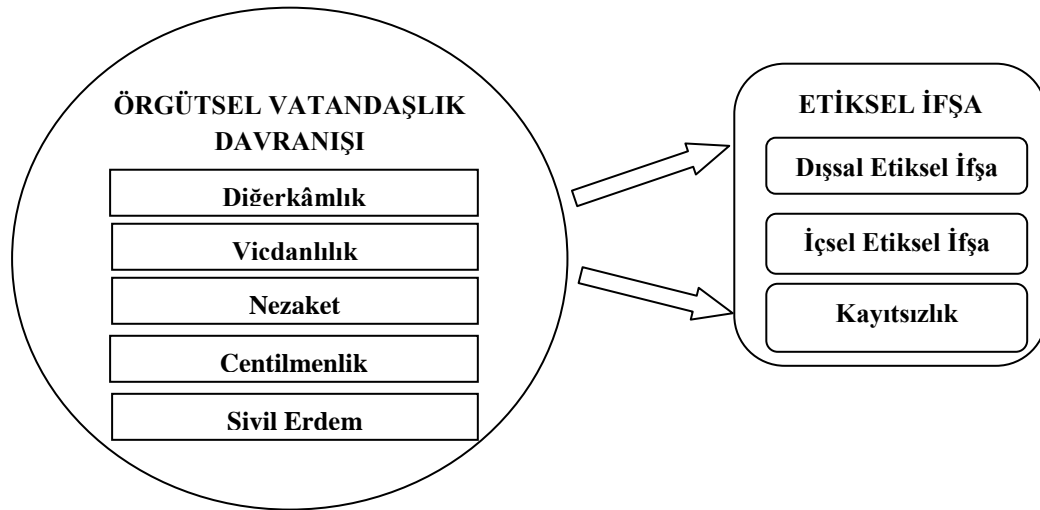 ÖRGÜTSEL VATANDAŞLIK
DAVRANIŞI
Diğerkâmlık
Vicdanlılık
Nezaket
Centilmenlik
Sivil Erdem
ETİKSEL İFŞA
Dışsal Etiksel İfşa
İçsel Etiksel İfşa
Kayıtsızlık